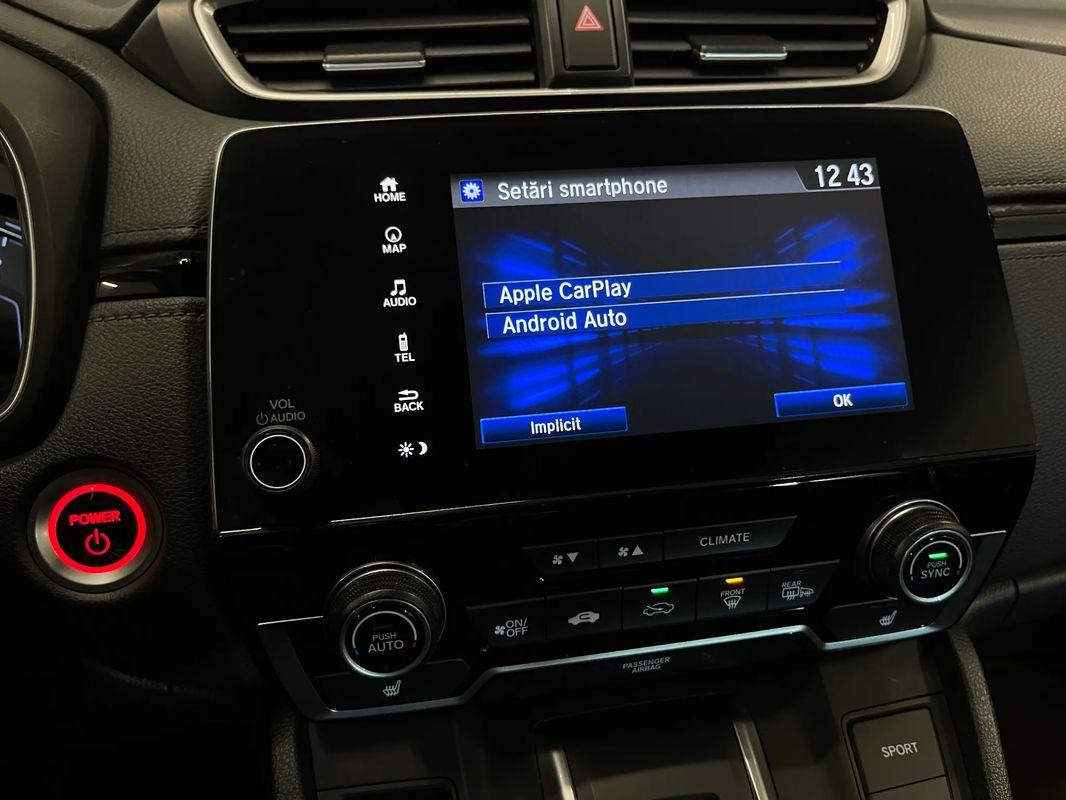 Setări smartphone
12 43
HOME
MAP
AUDIO
TEL
BACK
Apple CarPlay
Android Auto
Implicit
OK
VOL
AUDIO
POWER
CLIMATE
PUSH
AUTO
ON/
OFF
FRONT
REAR
PUSH
SYNC
PASSENGER
AIRBAG
SPORT